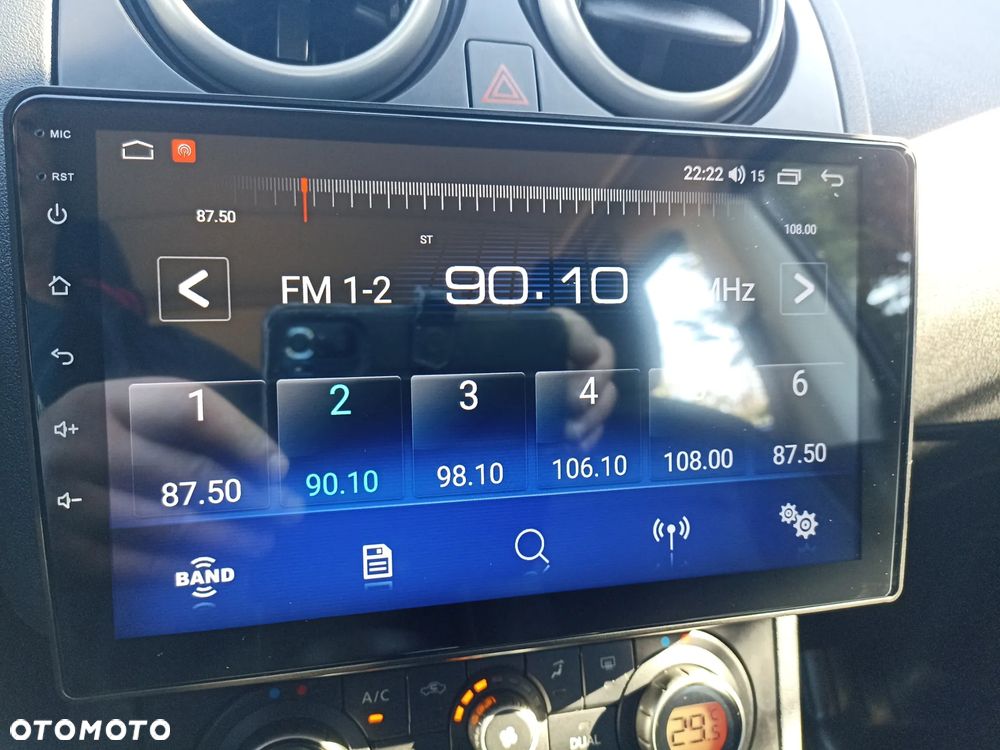 MIC
RST
22:22 15
87.50
108.00
ST
FM 1-2 90.10 MHz
1 2 3 4 6
87.50 90.10 98.10 106.10 108.00 87.50
BAND
A/C
DUAL
29.5
OTOMOTO